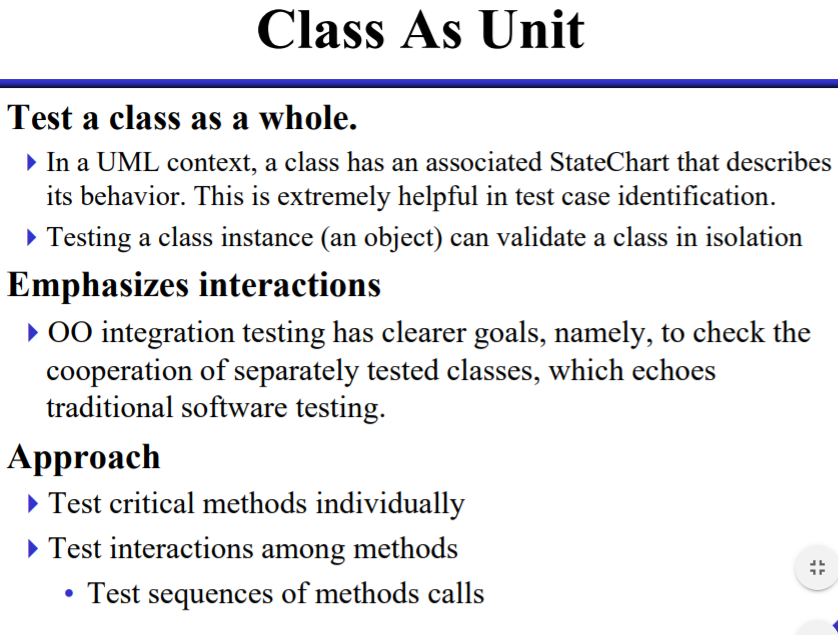 Class As Unit
Test a class as a whole.
In a UML context, a class has an associated StateChart that describes
its behavior. This is extremely helpful in test case identification.
Testing a class instance (an object) can validate a class in isolation
Emphasizes interactions
OO integration testing has clearer goals, namely, to check the
cooperation of separately tested classes, which echoes
traditional software testing.
Approach
Test critical methods individually
Test interactions among methods
• Test sequences of methods calls